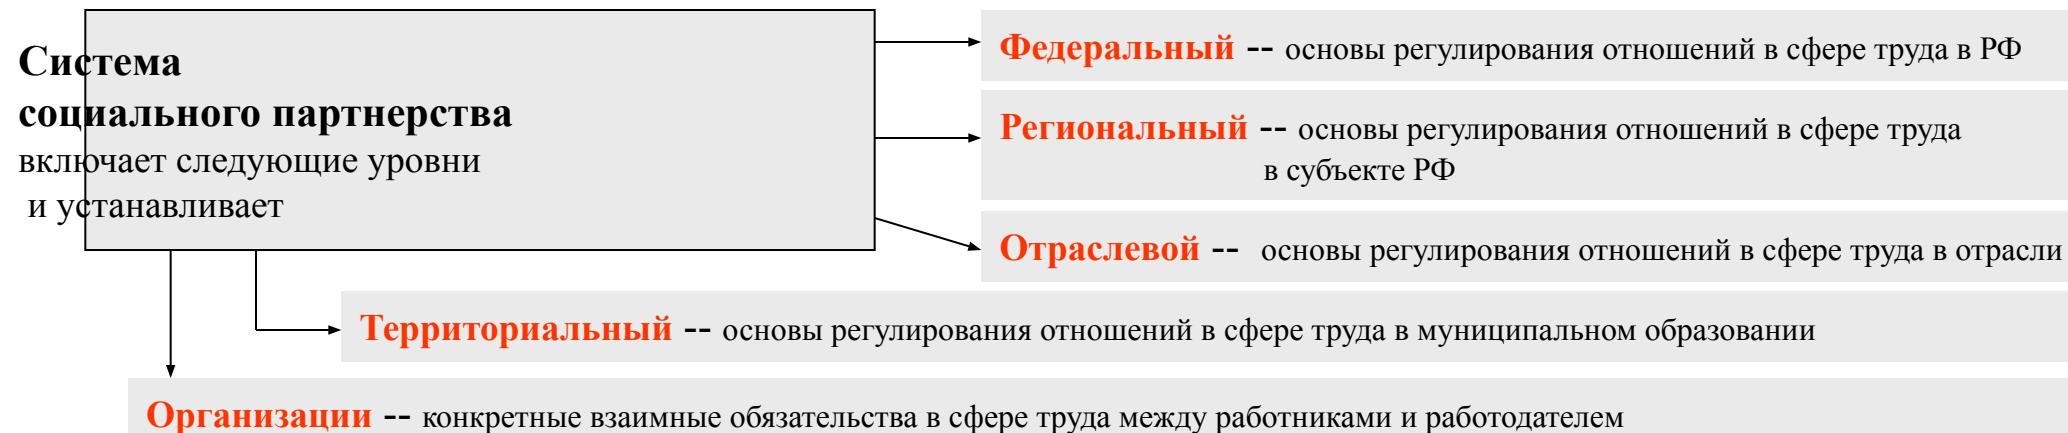 Система
социального партнерства
включает следующие уровни
и устанавливает
Федеральный -- основы регулирования отношений в сфере труда в РФ
Региональный -- основы регулирования отношений в сфере труда
в субъекте РФ
Отраслевой -- основы регулирования отношений в сфере труда в отрасли
Территориальный -- основы регулирования отношений в сфере труда в муниципальном образовании
Организации -- конкретные взаимные обязательства в сфере труда между работниками и работодателем